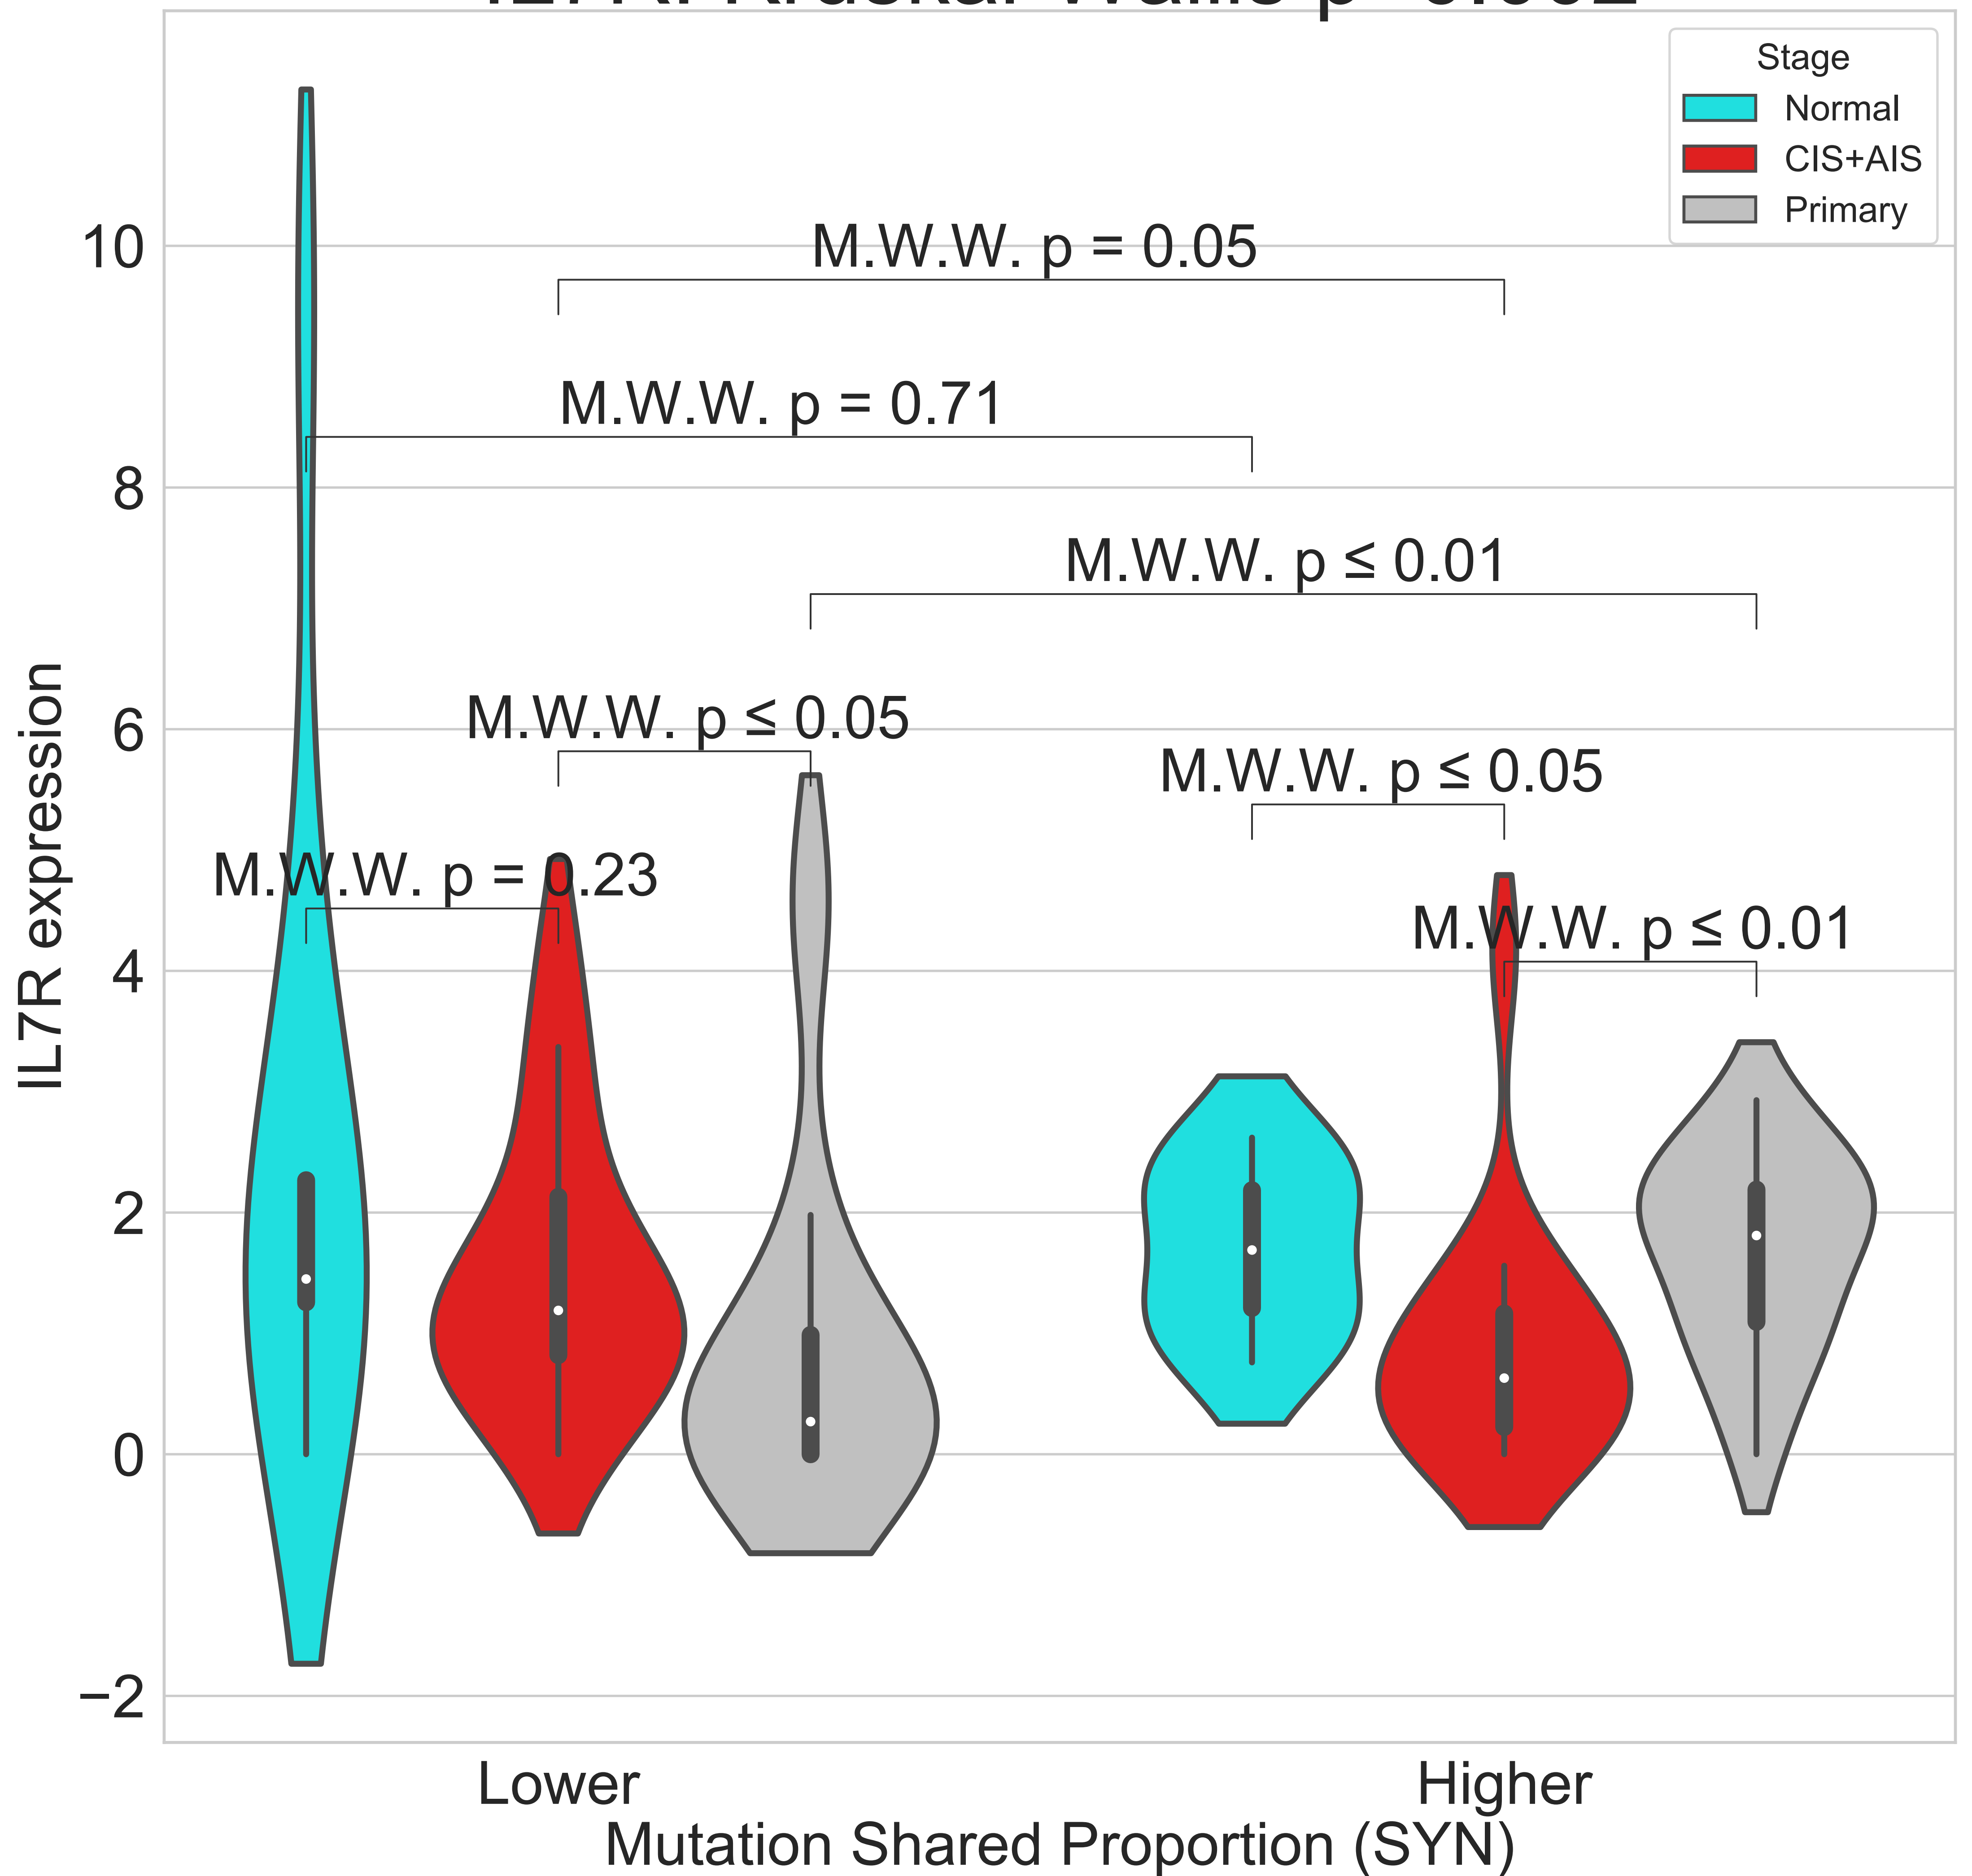 Stage
Normal
CIS+AIS
Primary
M.W.W. p = 0.05
M.W.W. p = 0.71
M.W.W. p ≤ 0.01
M.W.W. p ≤ 0.05
M.W.W. p ≤ 0.05
M.W.W. p = 0.23
M.W.W. p ≤ 0.01
10
8
6
4
2
0
−2
IL7R expression
Lower
Higher
Mutation Shared Proportion (SYN)